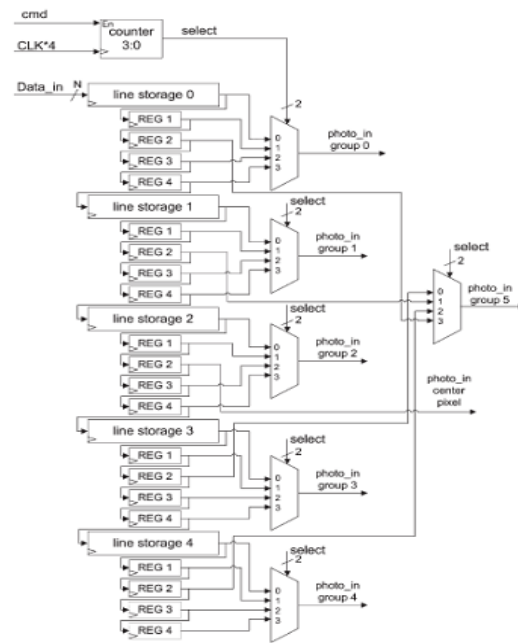 cmd
En
counter
3:0
select
CLK*4
Data_in
N
line storage 0
2
REG 1
REG 2
REG 3
REG 4
0
1
2
3
photo_in
group 0
line storage 1
select
2
REG 1
REG 2
REG 3
REG 4
0
1
2
3
photo_in
group 1
select
2
0
1
2
3
photo_in
group 5
line storage 2
select
2
REG 1
REG 2
REG 3
REG 4
0
1
2
3
photo_in
group 2
photo_in
center
pixel
line storage 3
select
2
REG 1
REG 2
REG 3
REG 4
0
1
2
3
photo_in
group 3
line storage 4
select
2
REG 1
REG 2
REG 3
REG 4
0
1
2
3
photo_in
group 4